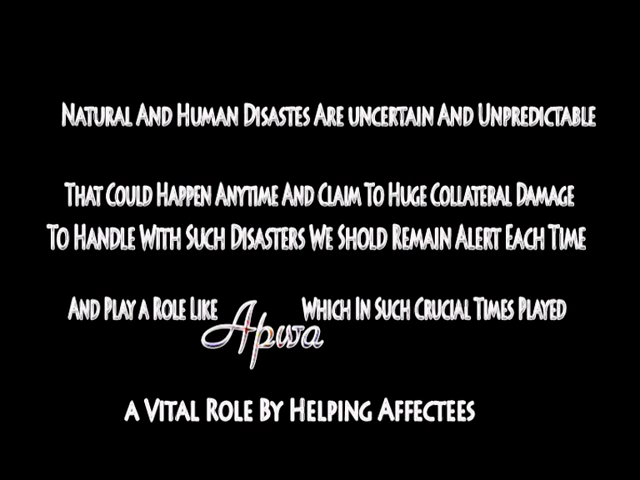 Natural And Human Disastes Are uncertain And Unpredictable
That Could Happen Anytime And Claim To Huge Collateral Damage
To Handle With Such Disasters We Shold Remain Alert Each Time
And Play a Role Like Apwa Which In Such Crucial Times Played
a Vital Role By Helping Affectees